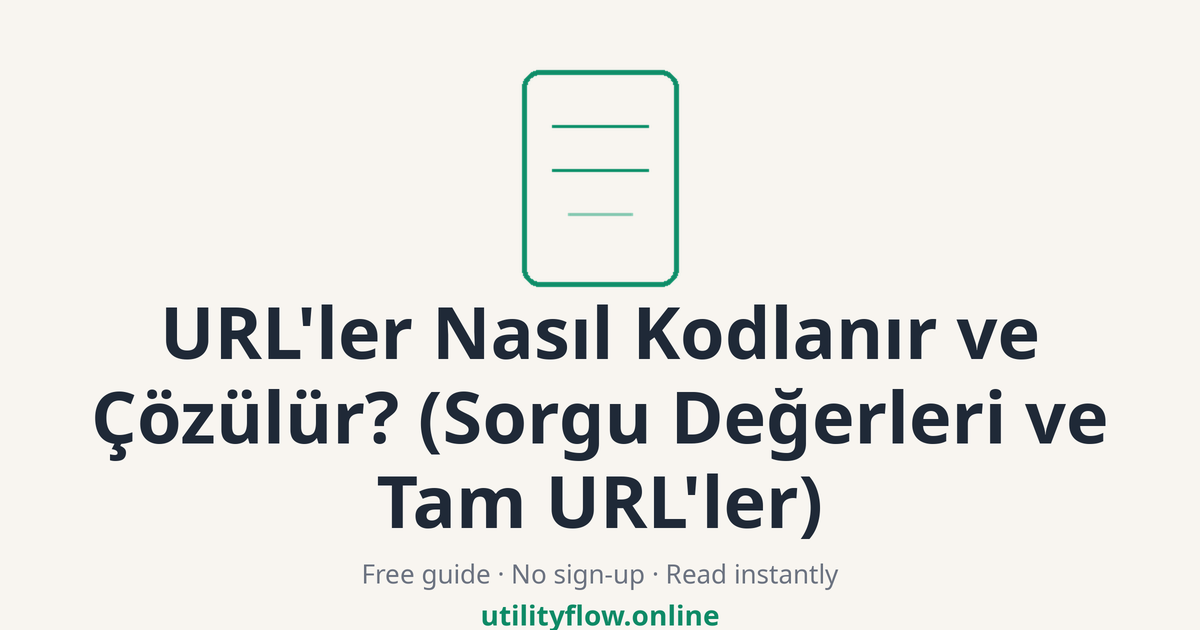 URL'ler Nasıl Kodlanır ve
Çözülür? (Sorgu Değerleri ve
Tam URL'ler)
Free guide · No sign-up · Read instantly
utilityflow.online